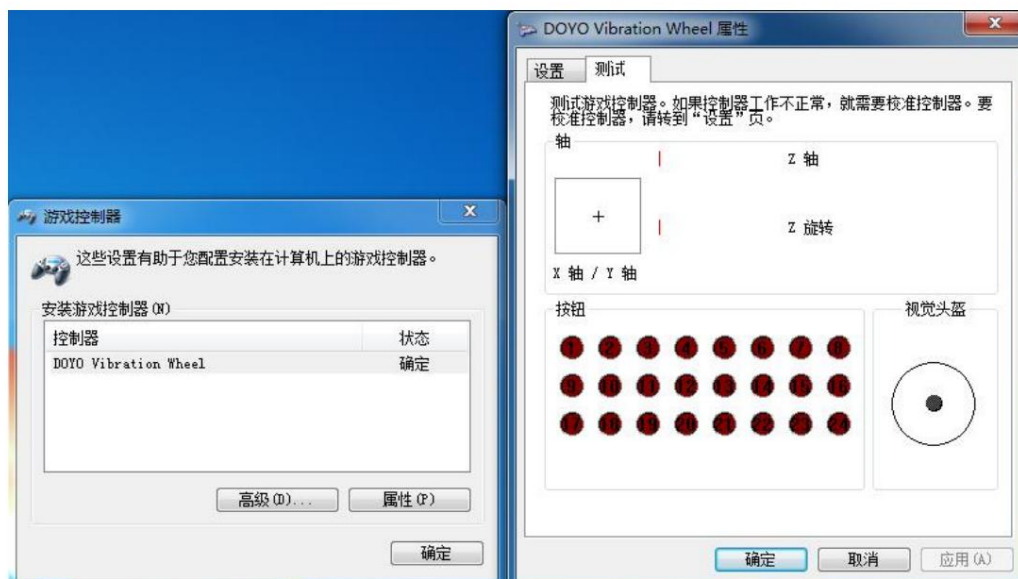 游戏控制器
这些设置有助于您配置安装在计算机上的游戏控制器。
安装游戏控制器(N)
控制器 状态
DOYO Vibration Wheel 确定
高级(D)... 属性(P)
确定
DOYO Vibration Wheel 属性
设置 测试
测试游戏控制器。如果控制器工作不正常，就需要校准控制器。要
校准控制器，请转到“设置”页。
轴
Z 轴
Z 旋转
X 轴 / Y 轴
按钮
视觉头盔
1 2 3 4 5 6 7 8
9 10 11 12 13 14 15 16
17 18 19 20 21 22 23 24
确定 取消 应用(A)